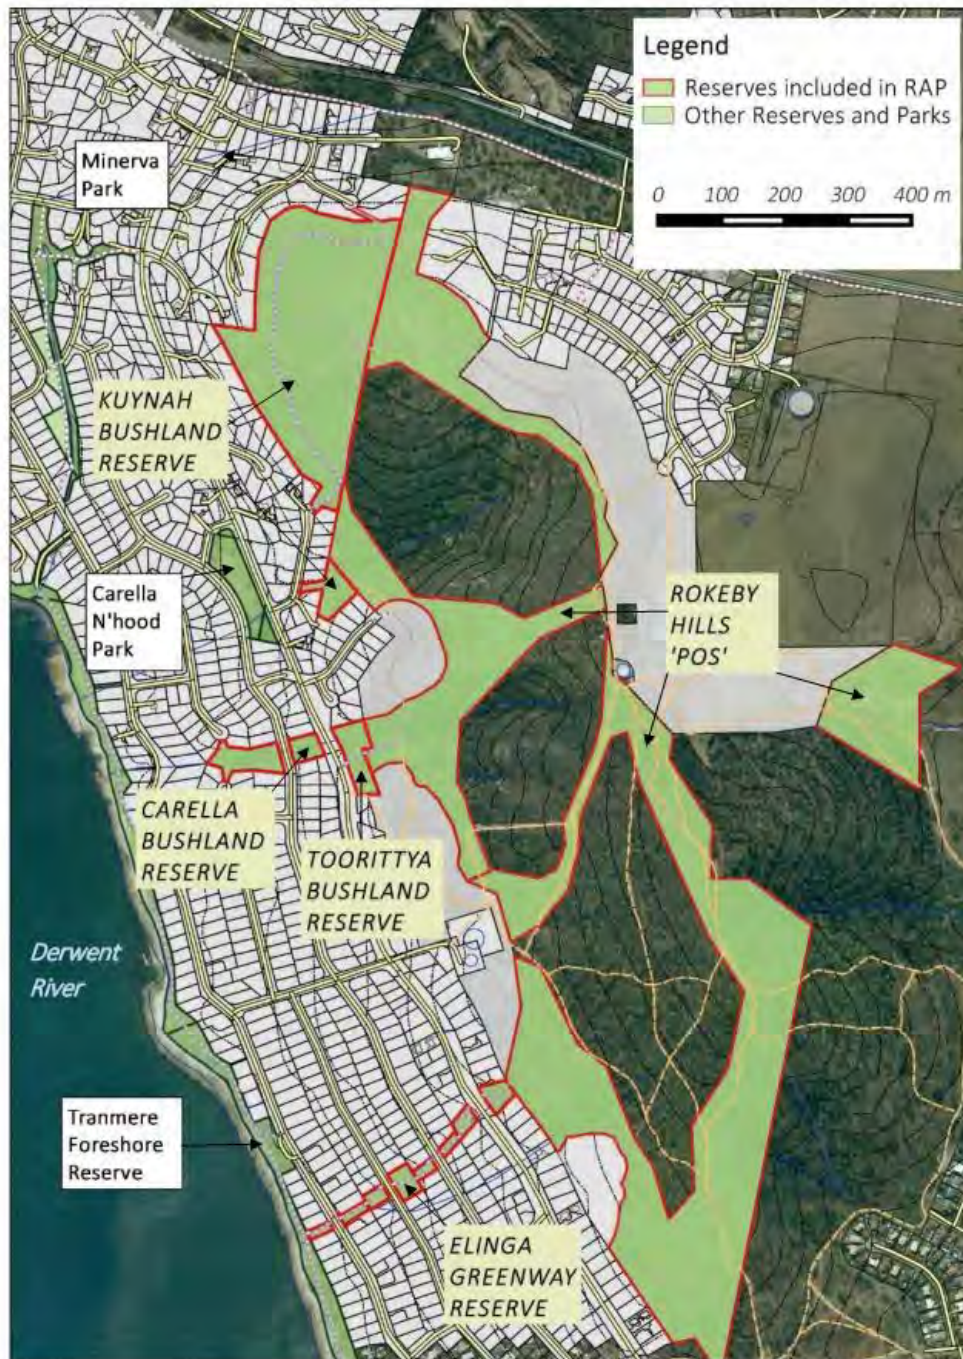 Legend
Reserves included in RAP
Other Reserves and Parks
0 100 200 300 400 m
Minerva
Park
KUYNAH
BUSHLAND
RESERVE
Carella
N'hood
Park
ROKEBY
HILLS
'POS'
CARELLA
BUSHLAND
RESERVE
TOORITTYA
BUSHLAND
RESERVE
Derwent
River
Tranmere
Foreshore
Reserve
ELINGA
GREENWAY
RESERVE